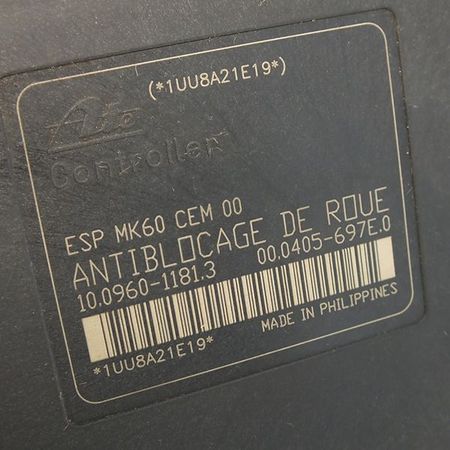 (*1UU8A21E19*)
Ate
Controller
ESP MK60 CEM 00
ANTIBLOCAGE DE ROUE
10.0960-1181.3 00.0405-697E.0
*1UU8A21E19*
MADE IN PHILIPPINES